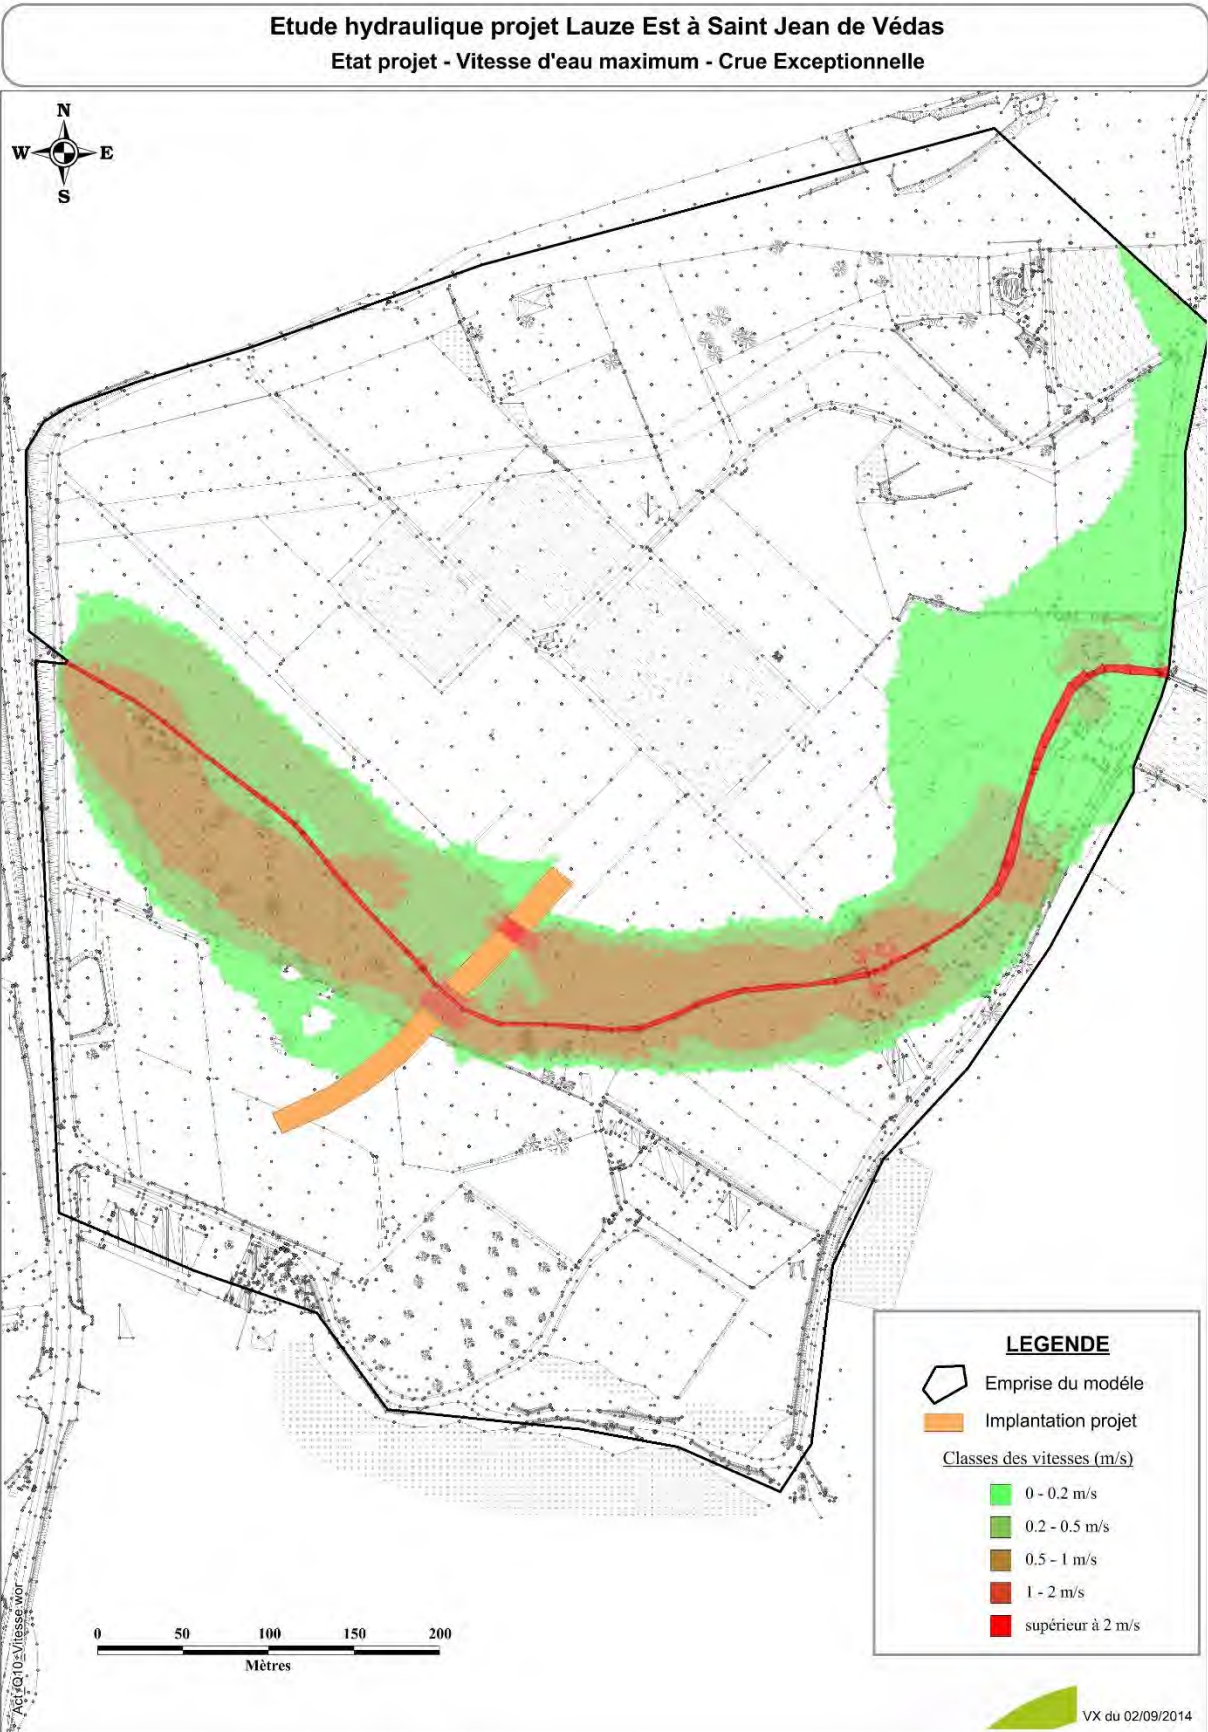 Etude hydraulique projet Lauze Est à Saint Jean de Védas
Etat projet - Vitesse d'eau maximum - Crue Exceptionnelle
N
W E
S
LEGENDE
Emprise du modéle
Implantation projet
Classes des vitesses (m/s)
0 - 0.2 m/s
0.2 - 0.5 m/s
0.5 - 1 m/s
1 - 2 m/s
supérieur à 2 m/s
0 50 100 150 200
Mètres
VX du 02/09/2014